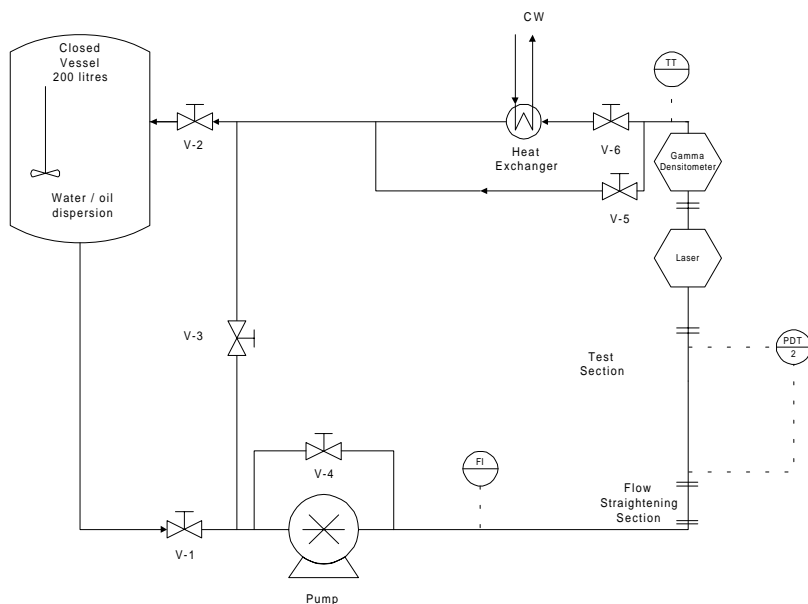 CW
Closed
Vessel
200 litres
TT
V-2
Heat
Exchanger
V-6
Gamma
Densitometer
Water / oil
dispersion
V-5
Laser
V-3
Test
Section
PDT
2
V-4
FI
Flow
Straightening
Section
V-1
Pump